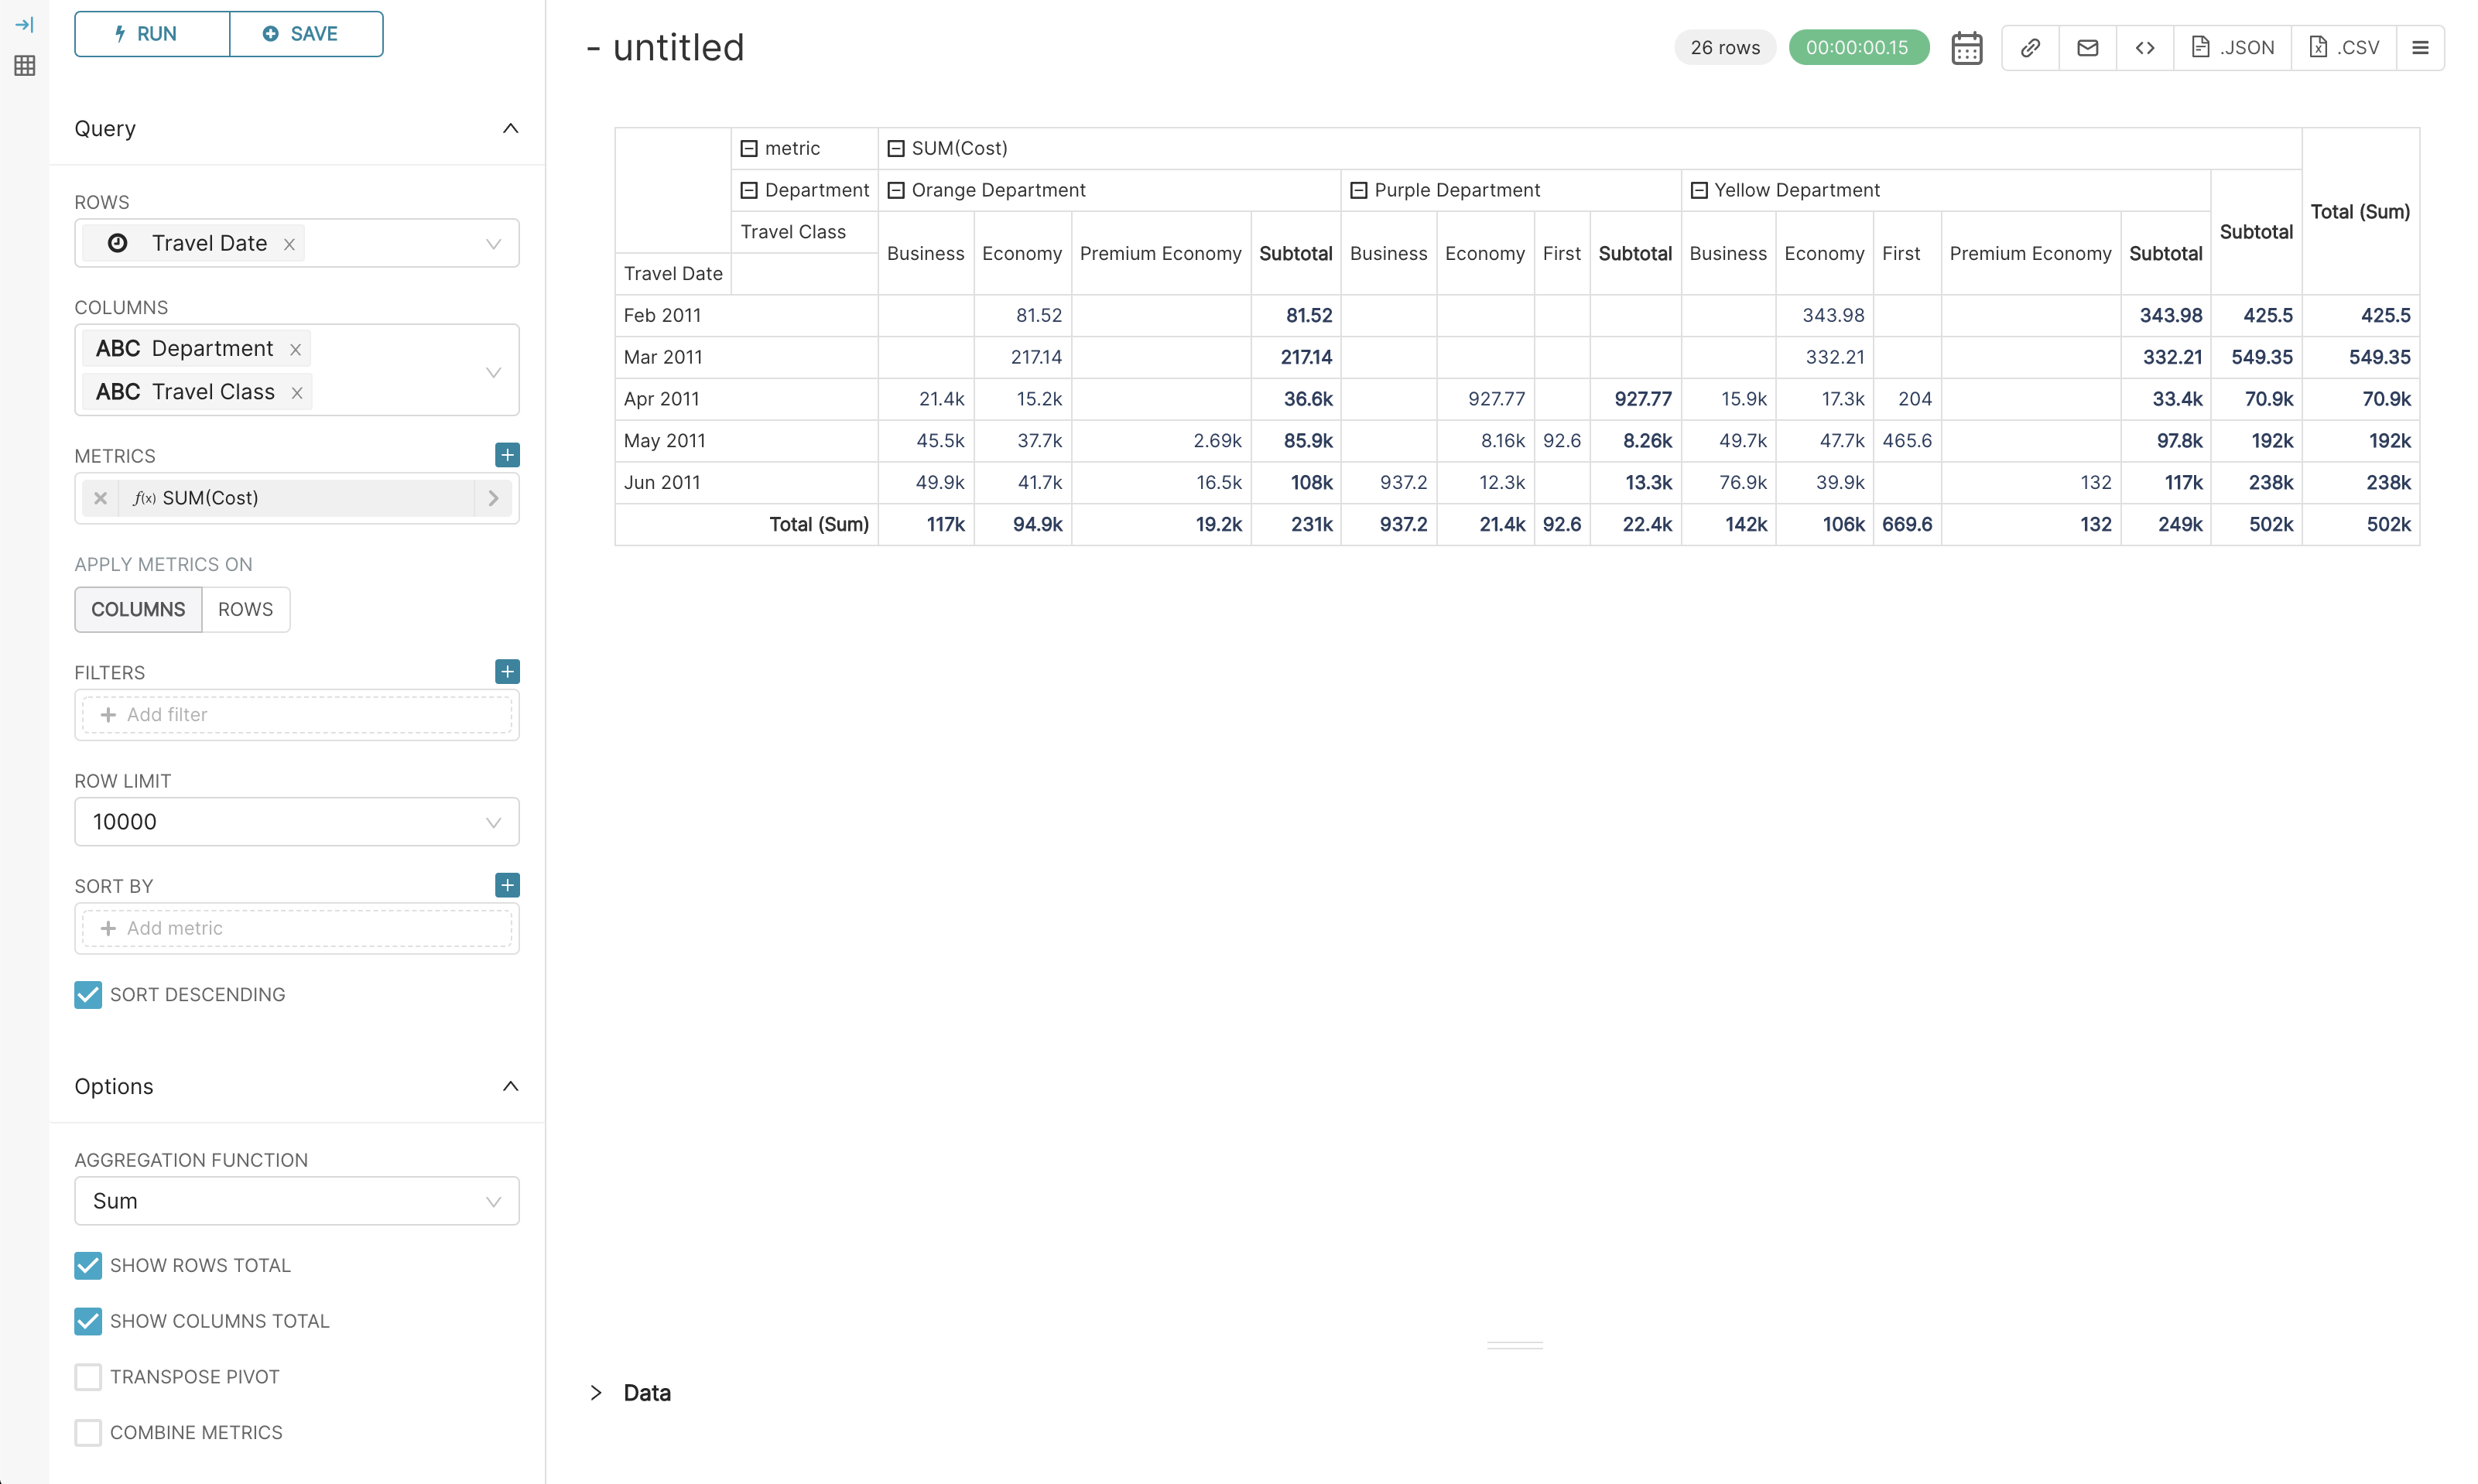 RUN SAVE
Query
ROWS
Travel Date
COLUMNS
ABC Department
ABC Travel Class
METRICS
f(x) SUM(Cost)
APPLY METRICS ON
COLUMNS ROWS
FILTERS
Add filter
ROW LIMIT
10000
SORT BY
Add metric
SORT DESCENDING
Options
AGGREGATION FUNCTION
Sum
SHOW ROWS TOTAL
SHOW COLUMNS TOTAL
TRANSPOSE PIVOT
COMBINE METRICS
- untitled
26 rows 00:00:00.15 .JSON .CSV
metric SUM(Cost) Total (Sum)
Department Orange Department Purple Department Yellow Department Subtotal
Travel Class Business Economy Premium Economy Subtotal Business Economy First Subtotal Business Economy First Premium Economy Subtotal
Travel Date
Feb 2011 81.52 81.52 343.98 343.98 425.5 425.5
Mar 2011 217.14 217.14 332.21 332.21 549.35 549.35
Apr 2011 21.4k 15.2k 36.6k 927.77 927.77 15.9k 17.3k 204 33.4k 70.9k 70.9k
May 2011 45.5k 37.7k 2.69k 85.9k 8.16k 92.6 8.26k 49.7k 47.7k 465.6 97.8k 192k 192k
Jun 2011 49.9k 41.7k 16.5k 108k 937.2 12.3k 13.3k 76.9k 39.9k 132 117k 238k 238k
Total (Sum) 117k 94.9k 19.2k 231k 937.2 21.4k 92.6 22.4k 142k 106k 669.6 132 249k 502k 502k
Data